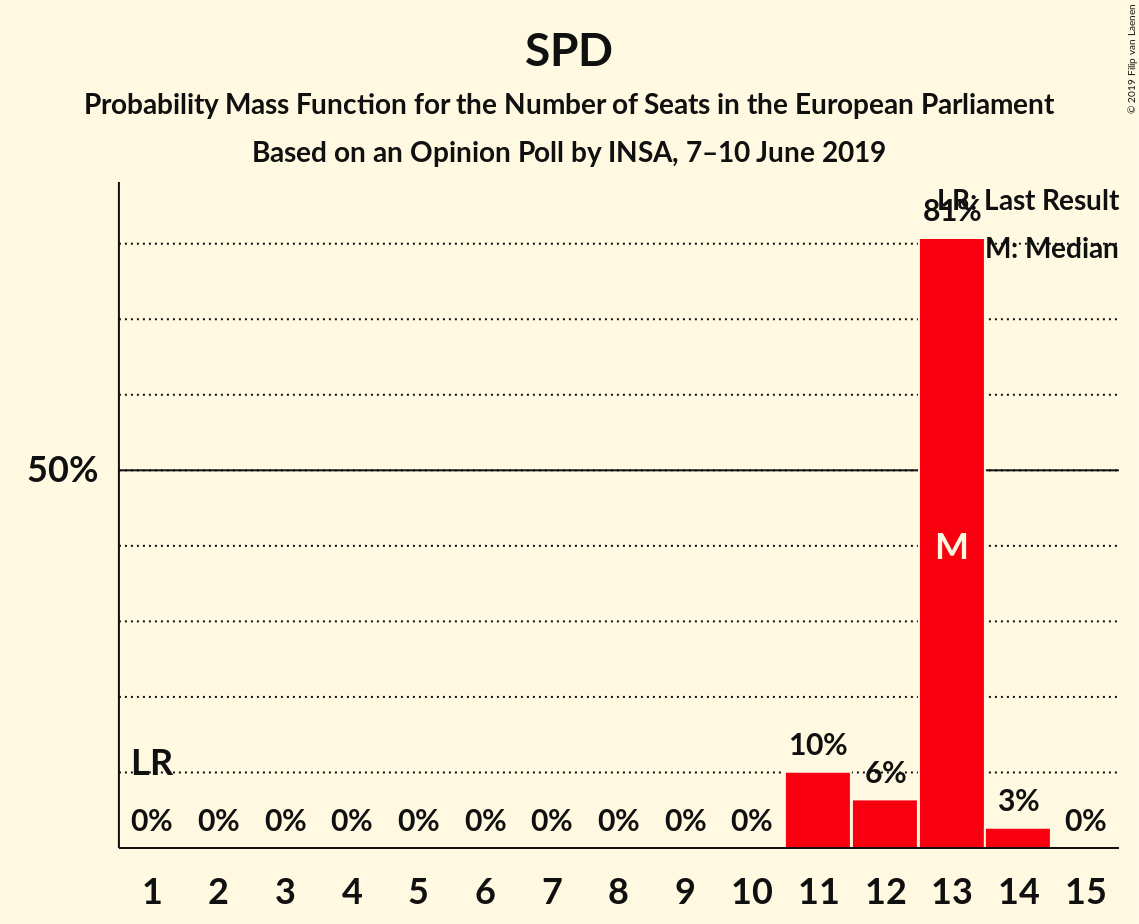 SPD
Probability Mass Function for the Number of Seats in the European Parliament
Based on an Opinion Poll by INSA, 7–10 June 2019
© 2019 Filip van Laenen
LR: Last Result
M: Median
81%
50%
M
LR
10%
6%
3%
0% 0% 0% 0% 0% 0% 0% 0% 0% 0% 0%
1 2 3 4 5 6 7 8 9 10 11 12 13 14 15